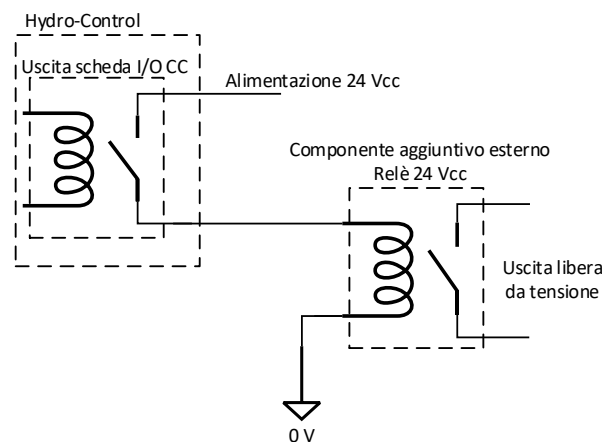 Hydro-Control
Uscita scheda I/O CC
Alimentazione 24 Vcc
Componente aggiuntivo esterno
Relè 24 Vcc
Uscita libera
da tensione
0 V